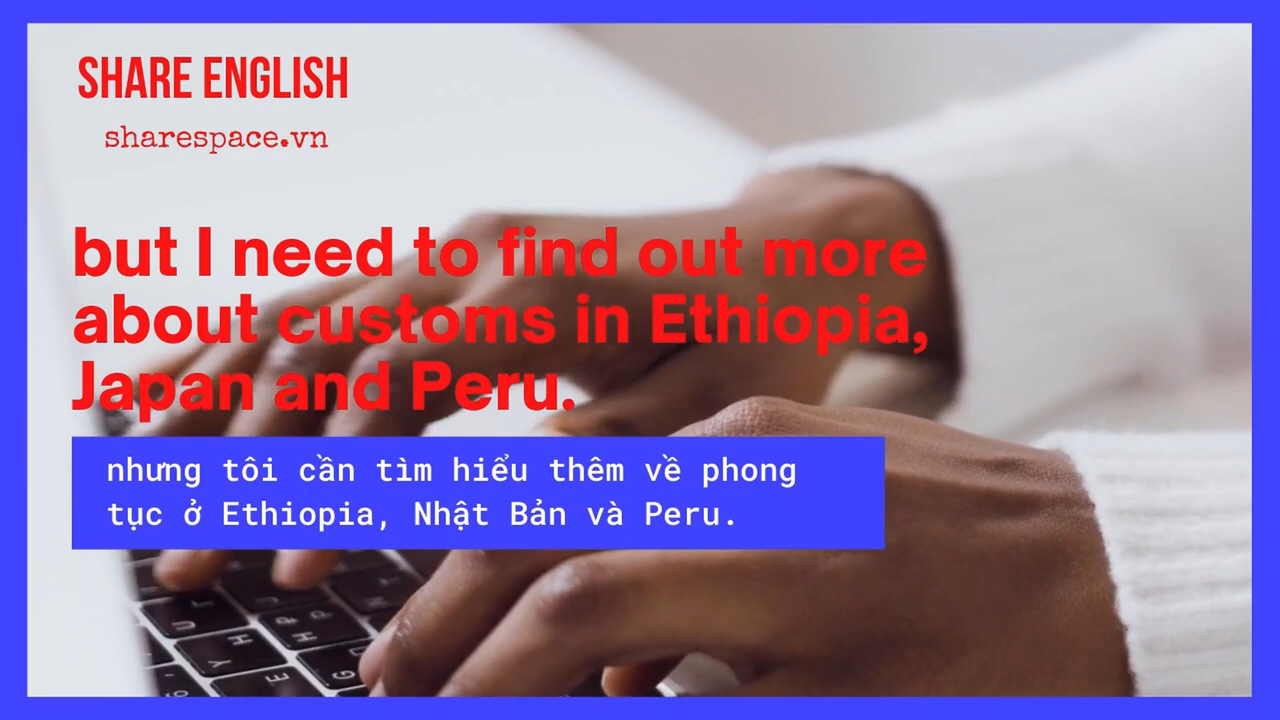 SHARE ENGLISH
sharespace.vn
but I need to find out more
about customs in Ethiopia,
Japan and Peru.
nhưng tôi cần tìm hiểu thêm về phong
tục ở Ethiopia, Nhật Bản và Peru.